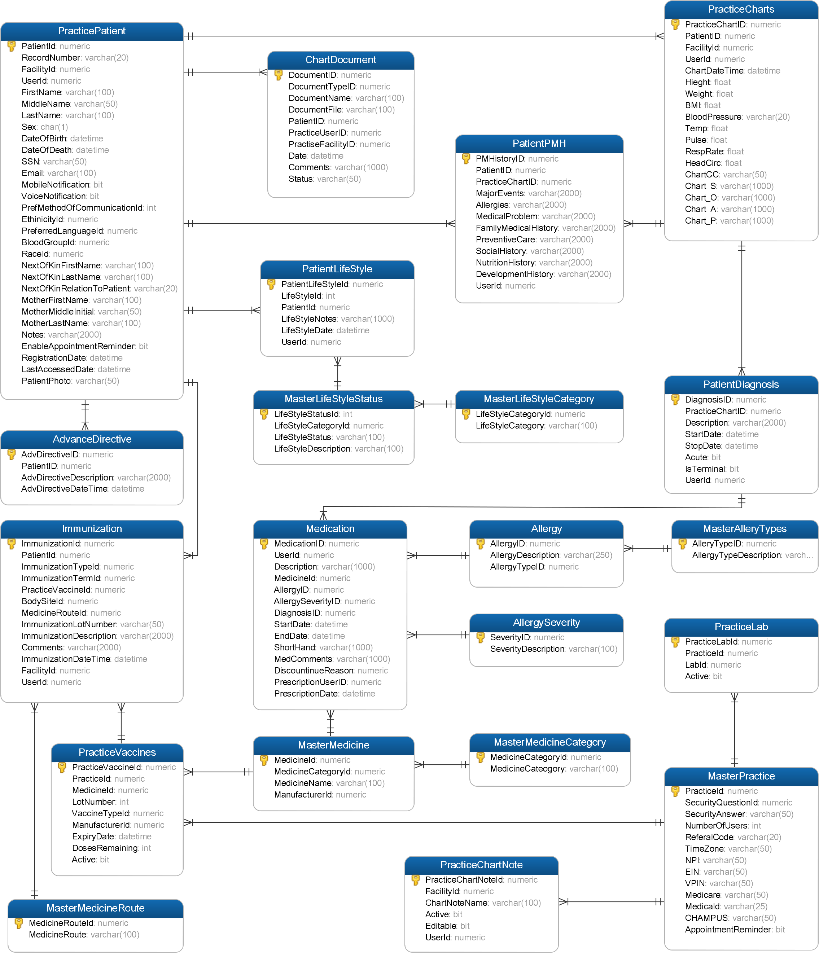 PracticePatient
PatientId: numeric
RecordNumber: varchar(20)
FacilityId: numeric
UserId: numeric
FirstName: varchar(100)
MiddleName: varchar(50)
LastName: varchar(100)
Sex: char(1)
DateOfBirth: datetime
DateOfDeath: datetime
SSN: varchar(50)
Email: varchar(100)
MobileNotification: bit
VoiceNotification: bit
PrefMethodOfCommunicationId: int
EthinicityId: numeric
PreferredLanguageId: numeric
BloodGroupId: numeric
RaceId: numeric
NextOfKinFirstName: varchar(100)
NextOfKinLastName: varchar(100)
NextOfKinRelationToPatient: varchar(20)
MotherFirstName: varchar(100)
MotherMiddleInitial: varchar(50)
MotherLastName: varchar(100)
Notes: varchar(2000)
EnableAppointmentReminder: bit
RegistrationDate: datetime
LastAccessedDate: datetime
PatientPhoto: varchar(50)
ChartDocument
DocumentID: numeric
DocumentTypeID: numeric
DocumentName: varchar(100)
DocumentFile: varchar(100)
PatientID: numeric
PracticeUserID: numeric
PractiseFacilityID: numeric
Date: datetime
Comments: varchar(1000)
Status: varchar(50)
PatientPMH
PMHistoryID: numeric
PatientID: numeric
PracticeChartID: numeric
MajorEvents: varchar(2000)
Allergies: varchar(2000)
MedicalProblem: varchar(2000)
FamilyMedicalHistory: varchar(2000)
PreventiveCare: varchar(2000)
SocialHistory: varchar(2000)
NutritionHistory: varchar(2000)
DevelopmentHistory: varchar(2000)
UserId: numeric
PracticeCharts
PracticeChartID: numeric
PatientID: numeric
FacilityId: numeric
UserId: numeric
ChartDateTime: datetime
Hieght: float
Weight: float
BMI: float
BloodPressure: varchar(20)
Temp: float
Pulse: float
RespRate: float
HeadCirc: float
ChartCC: varchar(50)
Chart_S: varchar(1000)
Chart_O: varchar(1000)
Chart_A: varchar(1000)
Chart_P: varchar(1000)
PatientLifeStyle
PatientLifeStyleId: numeric
LifeStyleId: int
PatientId: numeric
LifeStyleNotes: varchar(1000)
LifeStyleDate: datetime
UserId: numeric
MasterLifeStyleStatus
LifeStyleStatusId: int
LifeStyleCategoryId: numeric
LifeStyleStatus: varchar(100)
LifeStyleDescription: varchar(100)
MasterLifeStyleCategory
LifeStyleCategoryId: numeric
LifeStyleCategory: varchar(100)
PatientDiagnosis
DiagnosisID: numeric
PracticeChartID: numeric
Description: varchar(2000)
StartDate: datetime
StopDate: datetime
Acute: bit
IsTerminal: bit
UserId: numeric
AdvanceDirective
AdvDirectiveID: numeric
PatientID: numeric
AdvDirectiveDescription: varchar(2000)
AdvDirectiveDateTime: datetime
Immunization
ImmunizationId: numeric
PatientId: numeric
ImmunizationTypeId: numeric
ImmunizationTermId: numeric
PracticeVaccineId: numeric
BodySiteId: numeric
MedicineRouteId: numeric
ImmunizationLotNumber: varchar(50)
ImmunizationDescription: varchar(2000)
Comments: varchar(2000)
ImmunizationDateTime: datetime
FacilityId: numeric
UserId: numeric
Medication
MedicationID: numeric
UserId: numeric
Description: varchar(1000)
MedicineId: numeric
AllergyID: numeric
AllergySeverityID: numeric
DiagnosisID: numeric
StartDate: datetime
EndDate: datetime
ShortHand: varchar(1000)
MedComments: varchar(1000)
DiscountinueReason: numeric
PrescriptionUserID: numeric
PrescriptionDate: datetime
Allergy
AllergyID: numeric
AllergyDescription: varchar(250)
AllergyTypeID: numeric
MasterAlleryTypes
AlleryTypeID: numeric
AllergyTypeDescription: varch...
AllergySeverity
SeverityID: numeric
SeverityDescription: varchar(100)
PracticeLab
PracticeLabId: numeric
PracticeId: numeric
LabId: numeric
Active: bit
PracticeVaccines
PracticeVaccineId: numeric
PracticeId: numeric
MedicineId: numeric
LotNumber: int
VaccineTypeId: numeric
ManufacturerId: numeric
ExpiryDate: datetime
DosesRemaining: int
Active: bit
MasterMedicine
MedicineId: numeric
MedicineCategoryId: numeric
MedicineName: varchar(100)
ManufacturerId: numeric
MasterMedicineCategory
MedicineCategoryId: numeric
MedicineCateogory: varchar(100)
MasterPractice
PracticeId: numeric
SecurityQuestionId: numeric
SecurityAnswer: varchar(50)
NumberOfUsers: int
ReferalCode: varchar(20)
TimeZone: varchar(50)
NPI: varchar(50)
EIN: varchar(50)
VPIN: varchar(50)
Medicare: varchar(50)
Medicaid: varchar(25)
CHAMPUS: varchar(50)
AppointmentReminder: bit
PracticeChartNote
PracticeChartNoteId: numeric
FacilityId: numeric
ChartNoteName: varchar(100)
Active: bit
Editable: bit
UserId: numeric
MasterMecicineRoute
MedicineRouteId: numeric
MedicineRoute: varchar(100)